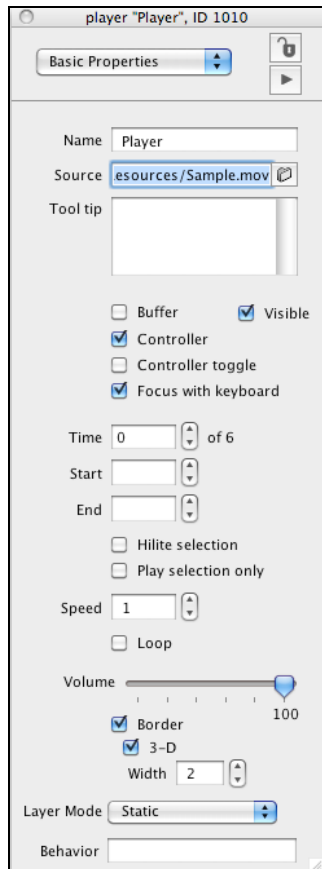 player "Player", ID 1010
Basic Properties
Name Player
Source .esources/Sample.mov
Tool tip
Buffer Visible
Controller
Controller toggle
Focus with keyboard
Time 0 of 6
Start
End
Hilite selection
Play selection only
Speed 1
Loop
Volume
100
Border
3-D
Width 2
Layer Mode Static
Behavior